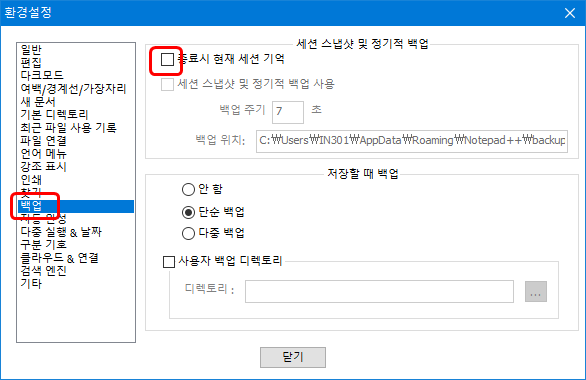 환경설정
일반
편집
다크모드
여백/경계선/가장자리
새 문서
기본 디렉토리
최근 파일 사용 기록
파일 연결
언어 메뉴
강조 표시
인쇄
찾기
백업
자동 완성
다중 실행 & 날짜
구분 기호
클라우드 & 연결
검색 엔진
기타
세션 스냅샷 및 정기적 백업
종료시 현재 세션 기억
세션 스냅샷 및 정기적 백업 사용
백업 주기 7 초
백업 위치: C:₩Users₩IN301₩AppData₩Roaming₩Notepad++₩backup
저장할 때 백업
안 함
단순 백업
다중 백업
사용자 백업 디렉토리
디렉토리 :
...
닫기